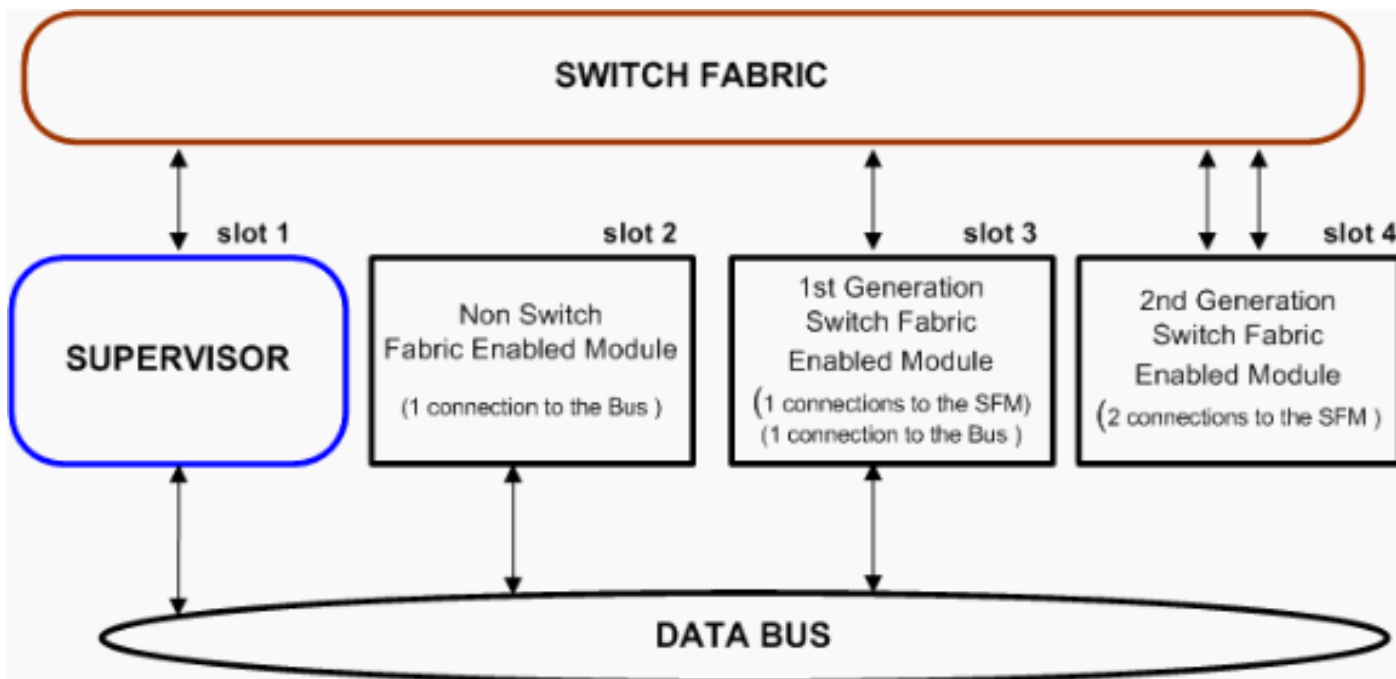 SWITCH FABRIC
slot 1
slot 2
slot 3
slot 4
SUPERVISOR
Non Switch
Fabric Enabled Module
(1 connection to the Bus )
1st Generation
Switch Fabric
Enabled Module
(1 connections to the SFM)
(1 connection to the Bus )
2nd Generation
Switch Fabric
Enabled Module
(2 connections to the SFM )
DATA BUS